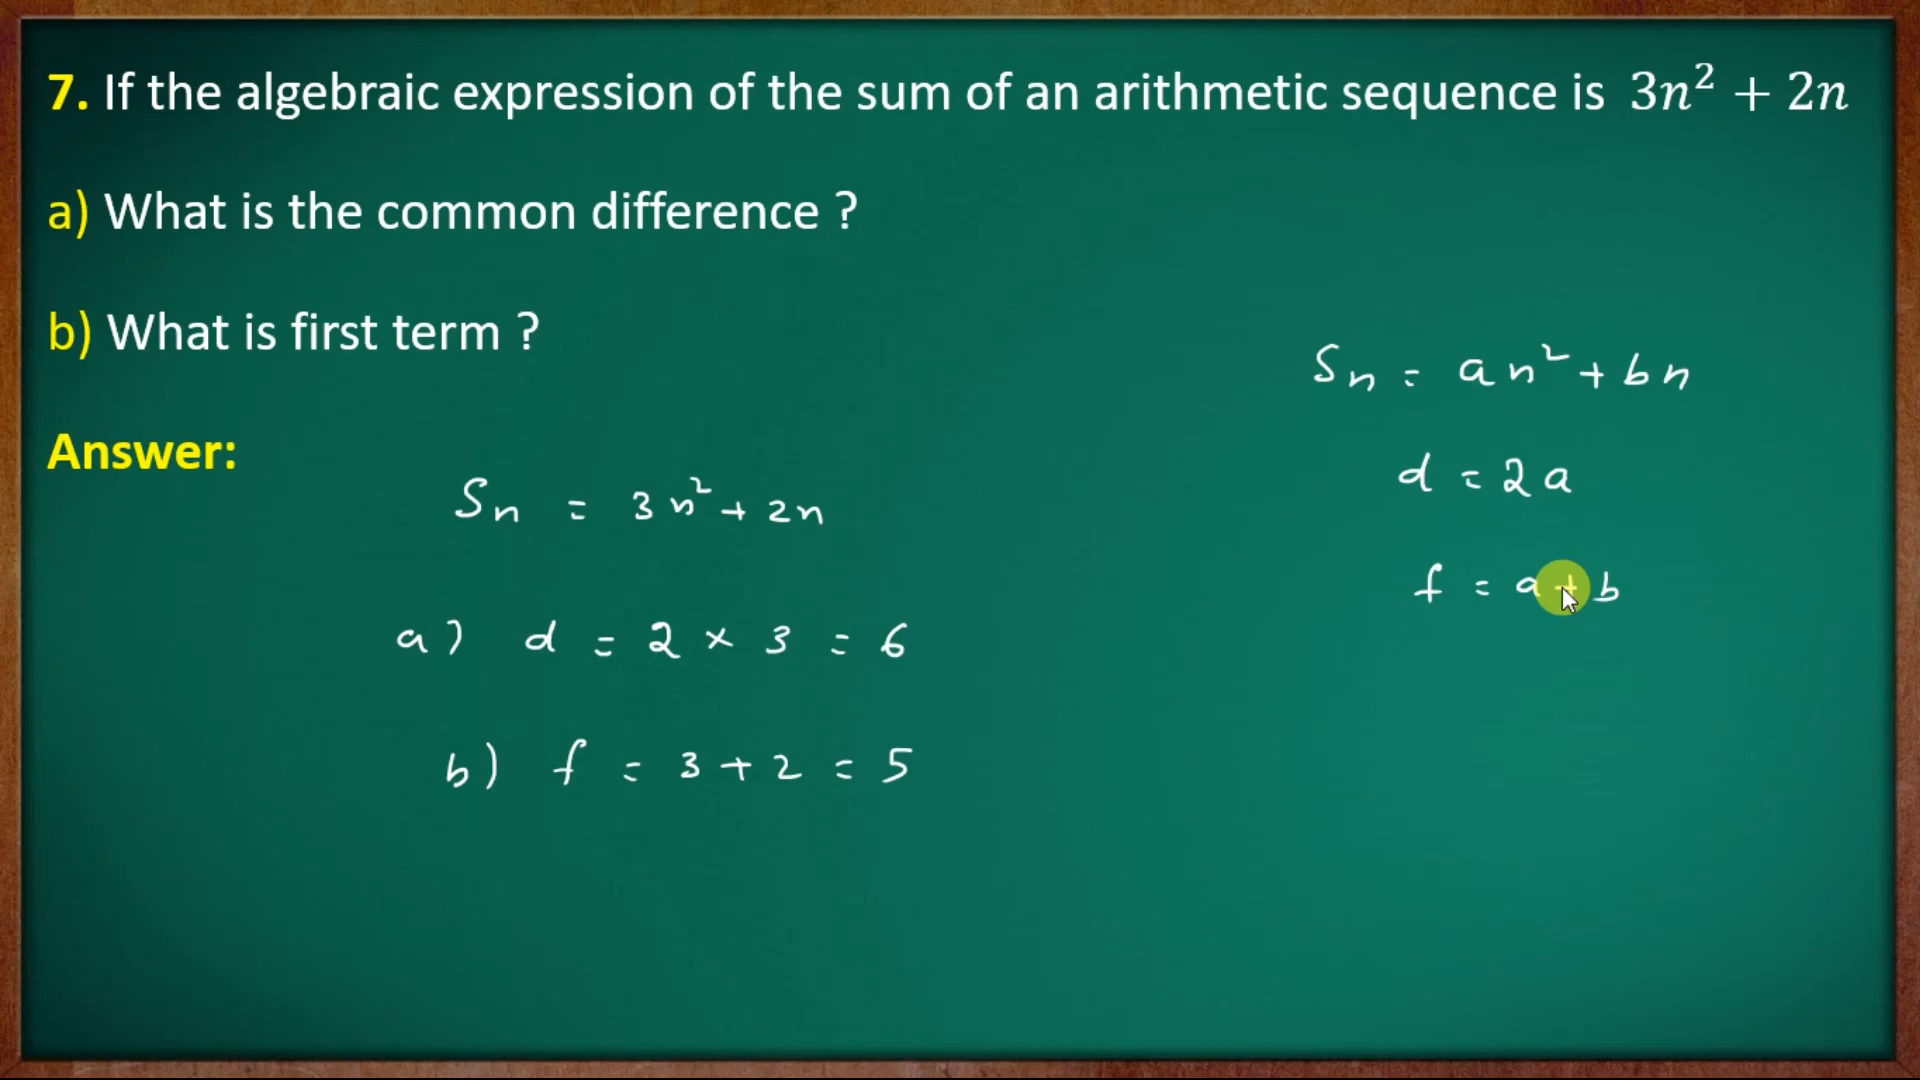 7. If the algebraic expression of the sum of an arithmetic sequence is 3n² + 2n
a) What is the common difference ?
b) What is first term ?
Answer:
Sn = 3n² + 2n
a) d = 2 × 3 = 6
b) f = 3 + 2 = 5
Sn = an² + bn
d = 2a
f = a + b